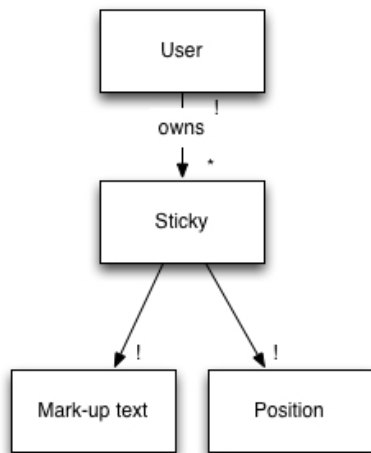 User
!
owns
*
Sticky
! !
Mark-up text Position